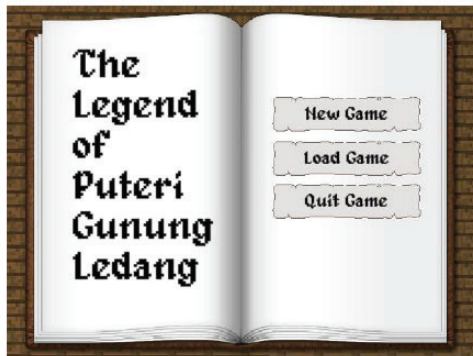 The
Legend
of
Puteri
Gunung
Ledang
New Game
Load Game
Quit Game